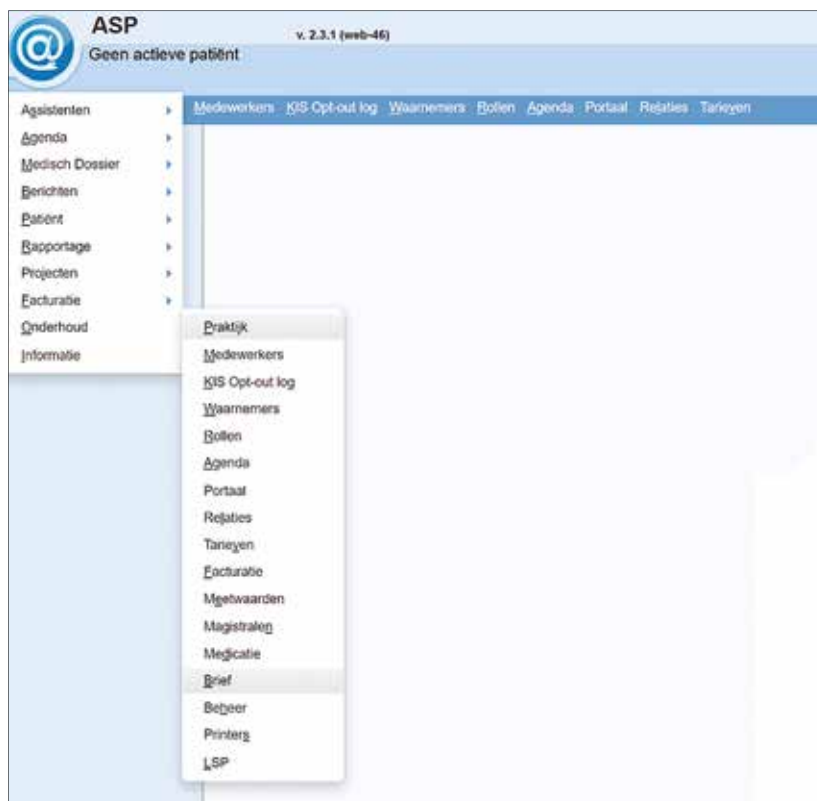 ASP
v. 2.3.1 (web-46)
Geen actieve patiënt
Medewerkers KIS Opt-out log Waarnemers Rollen Agenda Portaal Relaties Tarieven
Assistenten
Agenda
Medisch Dossier
Berichten
Patiënt
Rapportage
Projecten
Facturatie
Onderhoud
Informatie
Praktijk
Medewerkers
KIS Opt-out log
Waarnemers
Rollen
Agenda
Portaal
Relaties
Tarieven
Facturatie
Meetwaarden
Magistralen
Medicatie
Brief
Beheer
Printers
LSP